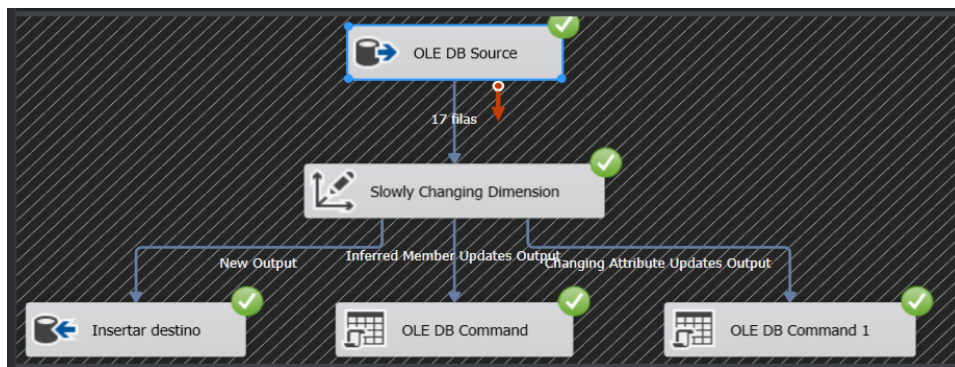 OLE DB Source
17 filas
Slowly Changing Dimension
New Output
Inferred Member Updates Output
Changing Attribute Updates Output
Insertar destino
OLE DB Command
OLE DB Command 1